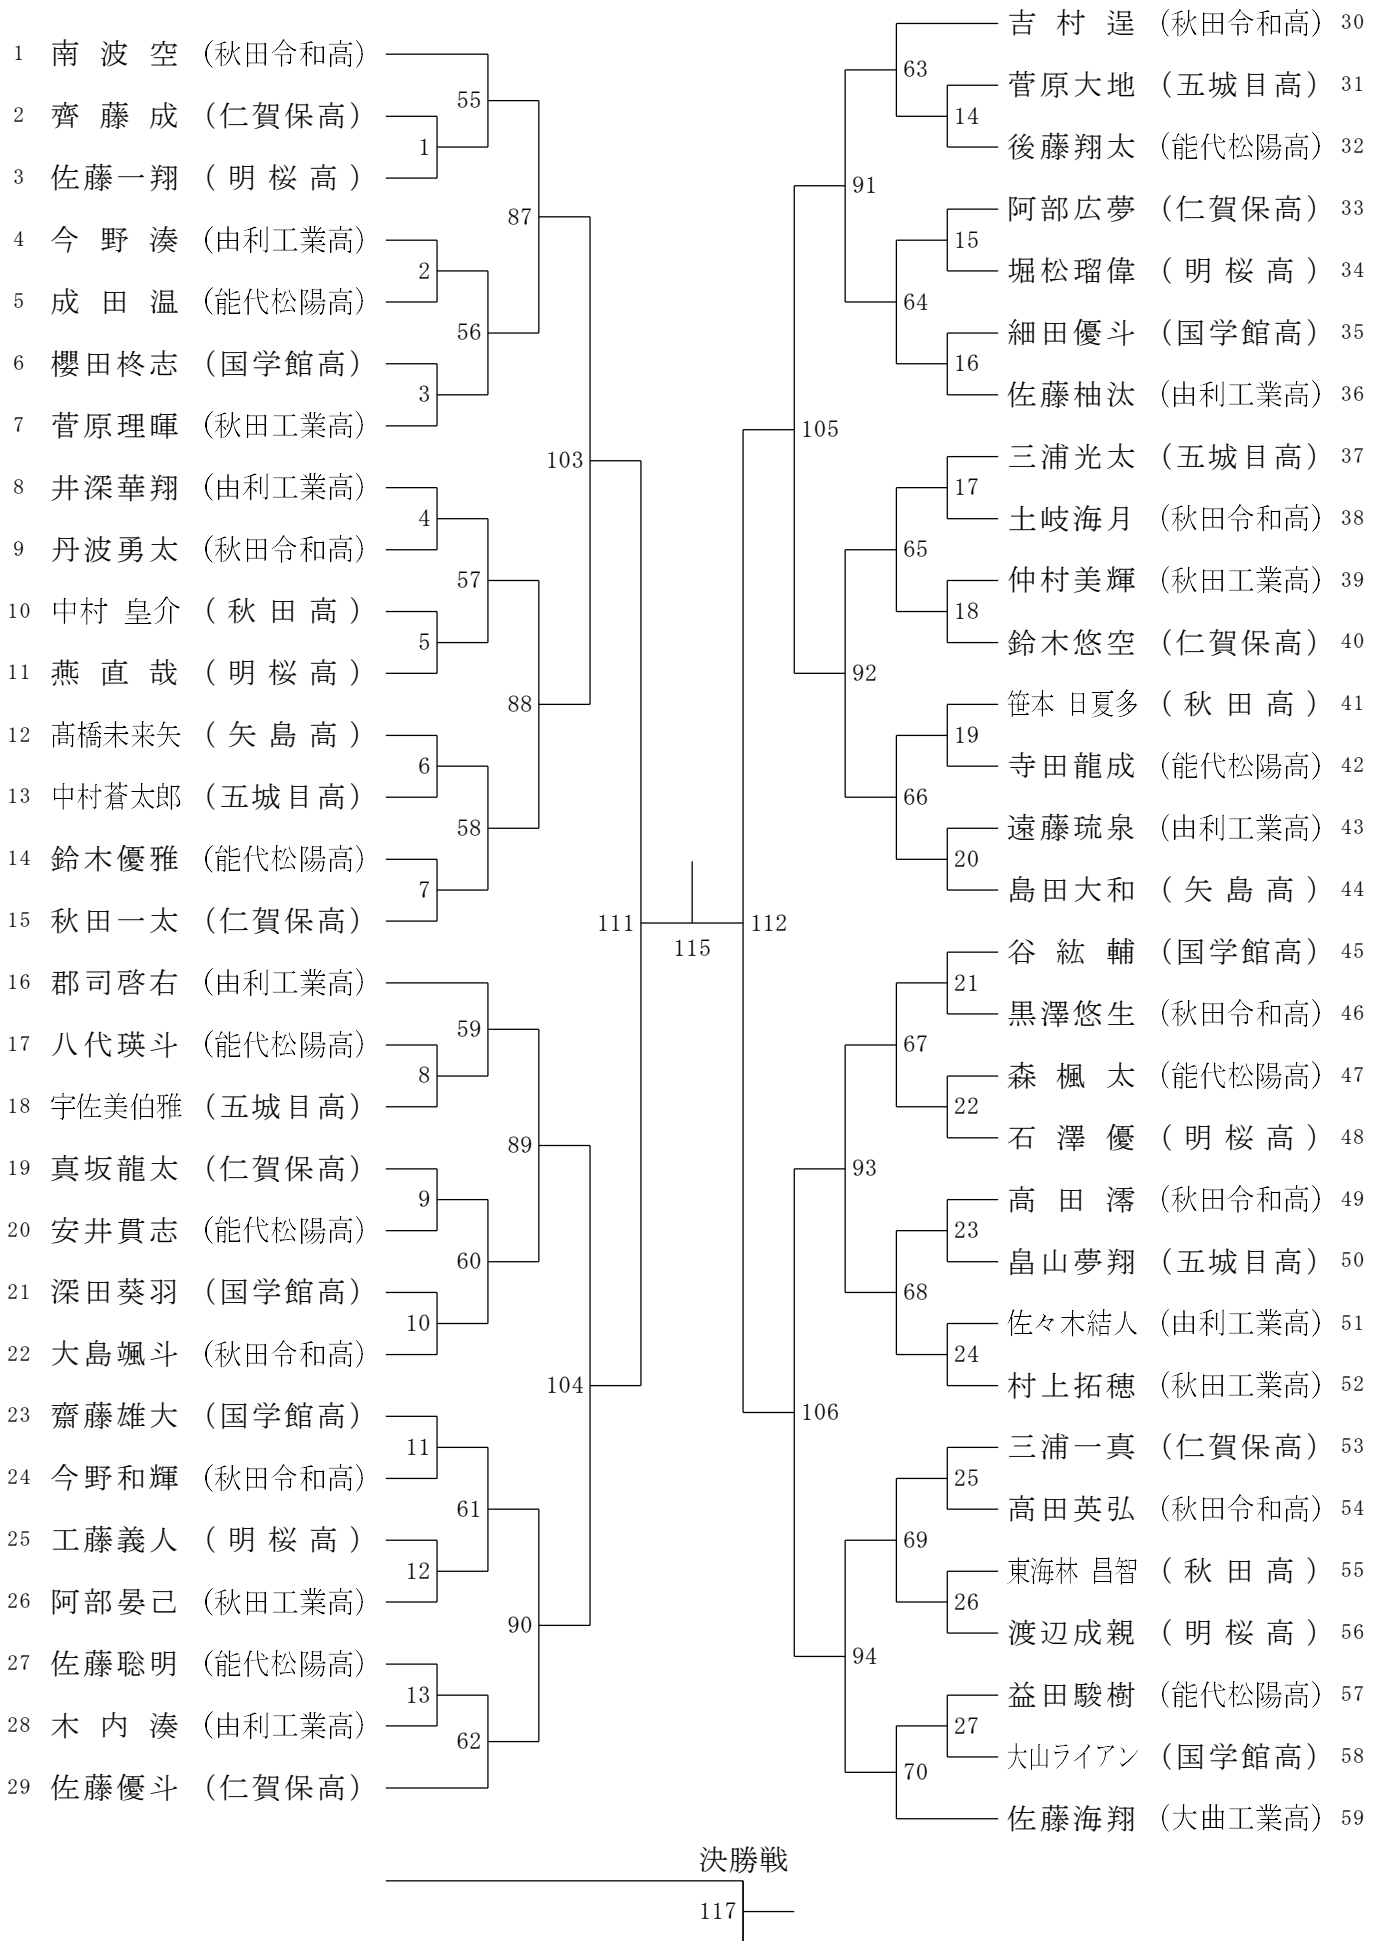 1 南波空 (秋田令和高)
2 齊藤成 (仁賀保高)
3 佐藤一翔 (明桜高)
4 今野湊 (由利工業高)
5 成田温 (能代松陽高)
6 櫻田柊志 (国学館高)
7 菅原理暉 (秋田工業高)
8 井深華翔 (由利工業高)
9 丹波勇太 (秋田令和高)
10 中村 皇介 (秋田高)
11 燕直哉 (明桜高)
12 髙橋未来矢 (矢島高)
13 中村蒼太郎 (五城目高)
14 鈴木優雅 (能代松陽高)
15 秋田一太 (仁賀保高)
16 郡司啓右 (由利工業高)
17 八代瑛斗 (能代松陽高)
18 宇佐美伯雅 (五城目高)
19 真坂龍太 (仁賀保高)
20 安井貫志 (能代松陽高)
21 深田葵羽 (国学館高)
22 大島颯斗 (秋田令和高)
23 齋藤雄大 (国学館高)
24 今野和輝 (秋田令和高)
25 工藤義人 (明桜高)
26 阿部晏己 (秋田工業高)
27 佐藤聡明 (能代松陽高)
28 木内湊 (由利工業高)
29 佐藤優斗 (仁賀保高)
1
2
3
4
5
6
7
8
9
10
11
12
13
55
56
57
58
59
60
61
62
87
88
89
90
103
104
111
115
112
105
106
91
92
93
94
63
64
65
66
67
68
69
70
14
15
16
17
18
19
20
21
22
23
24
25
26
27
吉村逞 (秋田令和高) 30
菅原大地 (五城目高) 31
後藤翔太 (能代松陽高) 32
阿部広夢 (仁賀保高) 33
堀松瑠偉 (明桜高) 34
細田優斗 (国学館高) 35
佐藤柚汰 (由利工業高) 36
三浦光太 (五城目高) 37
土岐海月 (秋田令和高) 38
仲村美輝 (秋田工業高) 39
鈴木悠空 (仁賀保高) 40
笹本 日夏多 (秋田高) 41
寺田龍成 (能代松陽高) 42
遠藤琉泉 (由利工業高) 43
島田大和 (矢島高) 44
谷紘輔 (国学館高) 45
黒澤悠生 (秋田令和高) 46
森楓太 (能代松陽高) 47
石澤優 (明桜高) 48
高田澪 (秋田令和高) 49
畠山夢翔 (五城目高) 50
佐々木結人 (由利工業高) 51
村上拓穂 (秋田工業高) 52
三浦一真 (仁賀保高) 53
高田英弘 (秋田令和高) 54
東海林 昌智 (秋田高) 55
渡辺成親 (明桜高) 56
益田駿樹 (能代松陽高) 57
大山ライアン (国学館高) 58
佐藤海翔 (大曲工業高) 59
決勝戦
117